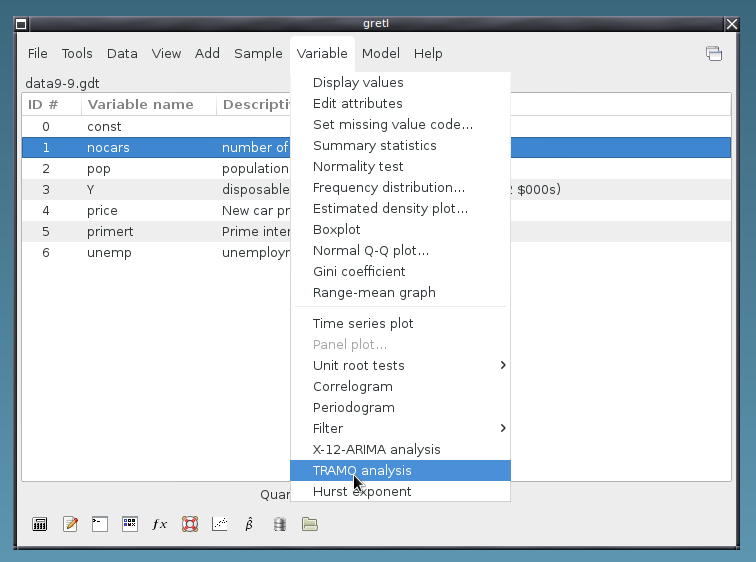 gretl
File Tools Data View Add Sample Variable Model Help
data9-9.gdt
ID # Variable name Descripti
0 const
1 nocars number of
2 pop population
3 Y disposable 2 $000s)
4 price New car pr
5 primert Prime inter
6 unemp unemployr
Display values
Edit attributes
Set missing value code...
Summary statistics
Normality test
Frequency distribution...
Estimated density plot...
Boxplot
Normal Q-Q plot...
Gini coefficient
Range-mean graph
Time series plot
Panel plot...
Unit root tests
Correlogram
Periodogram
Filter
X-12-ARIMA analysis
TRAMO analysis
Hurst exponent
Quar
fx β̂